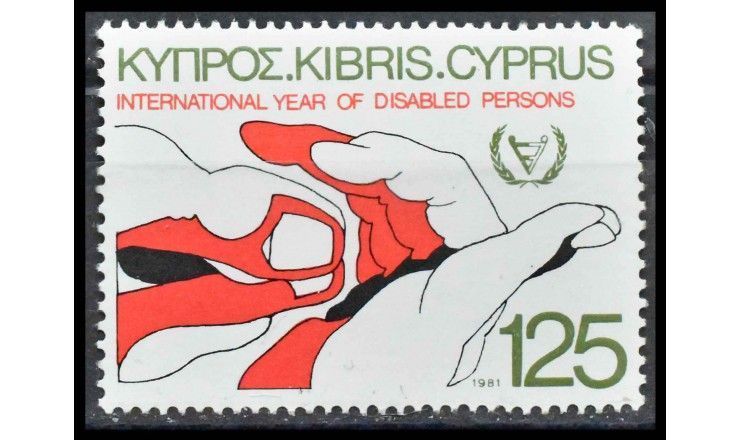 ΚΥΠΡΟΣ.KIBRIS.CYPRUS
INTERNATIONAL YEAR OF DISABLED PERSONS
1981
125